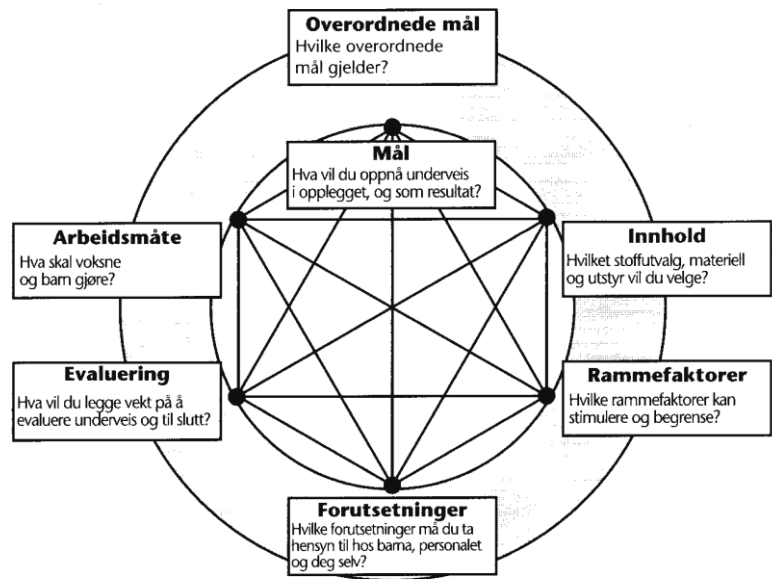 Overordnede mål
Hvilke overordnede
mål gjelder?
Mål
Hva vil du oppnå underveis
i opplegget, og som resultat?
Arbeidsmåte
Hva skal voksne
og barn gjøre?
Innhold
Hvilket stoffutvalg, materiell
og utstyr vil du velge?
Evaluering
Hva vil du legge vekt på å
evaluere underveis og til slutt?
Rammefaktorer
Hvilke rammefaktorer kan
stimulere og begrense?
Forutsetninger
Hvilke forutsetninger må du ta
hensyn til hos barna, personalet
og deg selv?